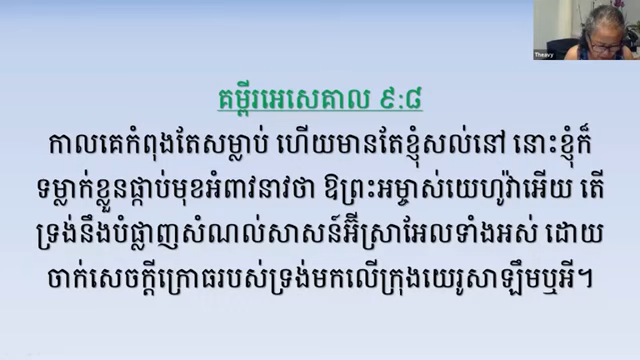 Theavy
គម្ពីរអេសេគាល ៩:៨
កាលគេកំពុងតែសម្លាប់ ហើយមានតែខ្ញុំសល់នៅ នោះខ្ញុំក៏
ទម្លាក់ខ្លួនផ្កាប់មុខអំពាវនាវថា ឱព្រះអម្ចាស់យេហូវ៉ាអើយ តើ
ទ្រង់នឹងបំផ្លាញសំណល់សាសន៍អ៊ីស្រាអែលទាំងអស់ ដោយ
ចាក់សេចក្ដីក្រោធរបស់ទ្រង់មកលើក្រុងយេរូសាឡឹមឬអី។